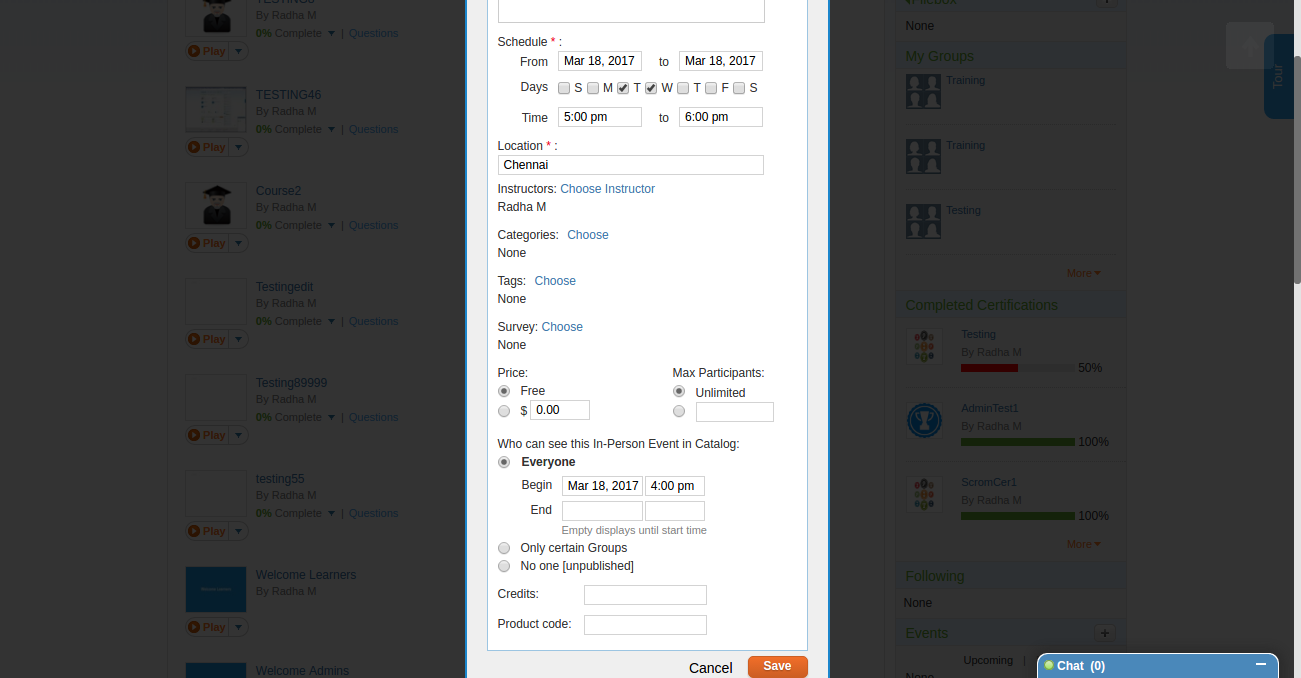 TESTING6
By Radha M
0% Complete | Questions
Play
TESTING46
By Radha M
0% Complete | Questions
Play
Course2
By Radha M
0% Complete | Questions
Play
Testingedit
By Radha M
0% Complete | Questions
Play
Testing89999
By Radha M
0% Complete | Questions
Play
testing55
By Radha M
0% Complete | Questions
Play
Welcome Learners
By Radha M
Play
Welcome Admins
Schedule * :
From Mar 18, 2017 to Mar 18, 2017
Days S M T W T F S
Time 5:00 pm to 6:00 pm
Location * :
Chennai
Instructors: Choose Instructor
Radha M
Categories: Choose
None
Tags: Choose
None
Survey: Choose
None
Price: Max Participants:
Free Unlimited
$ 0.00
Who can see this In-Person Event in Catalog:
Everyone
Begin Mar 18, 2017 4:00 pm
End
Empty displays until start time
Only certain Groups
No one [unpublished]
Credits:
Product code:
Cancel Save
None
My Groups
Training
Training
Testing
More
Completed Certifications
Testing
By Radha M
50%
AdminTest1
By Radha M
100%
ScromCer1
By Radha M
100%
More
Following
None
Events +
Upcoming |
None
Tour
Chat (0)